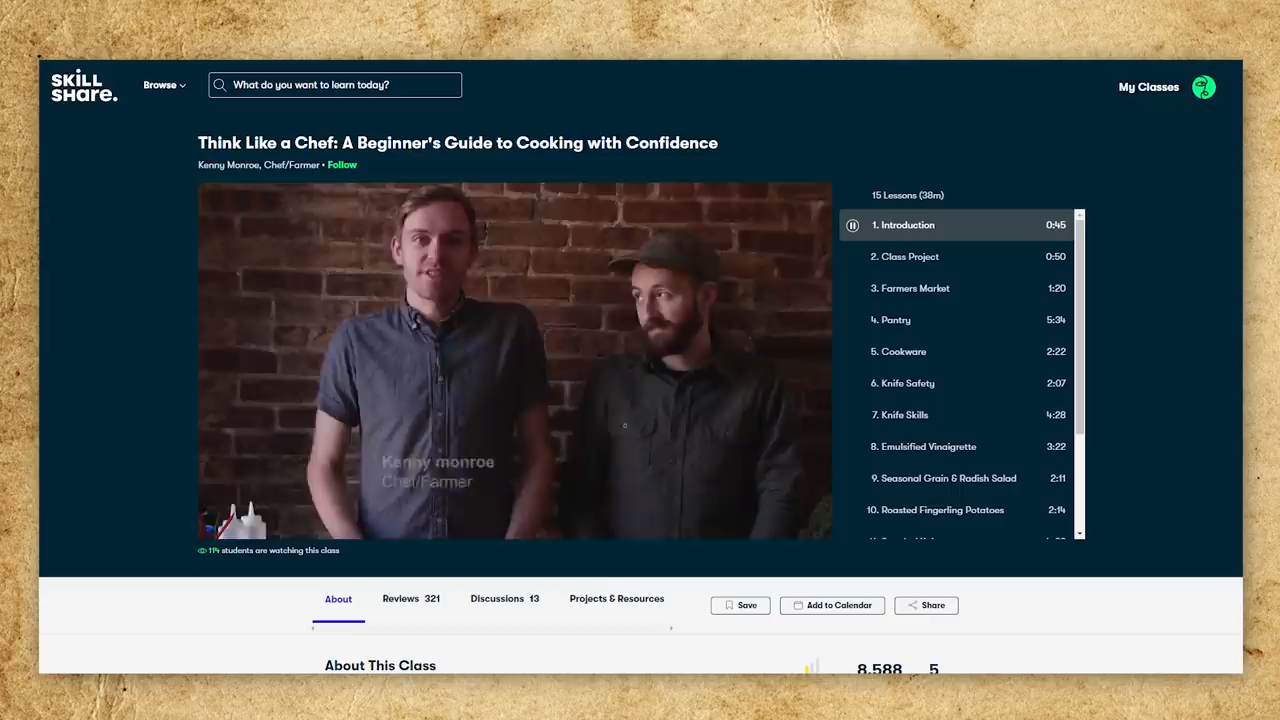 SKiLL
SHare.
Browse
What do you want to learn today?
My Classes
Think Like a Chef: A Beginner's Guide to Cooking with Confidence
Kenny Monroe, Chef/Farmer • Follow
15 Lessons (38m)
1. Introduction 0:45
2. Class Project 0:50
3. Farmers Market 1:20
4. Pantry 5:34
5. Cookware 2:22
6. Knife Safety 2:07
7. Knife Skills 4:28
8. Emulsified Vinaigrette 3:22
9. Seasonal Grain & Radish Salad 2:11
10. Roasted Fingerling Potatoes 2:14
Kenny monroe
Chef/Farmer
114 students are watching this class
About
Reviews 321
Discussions 13
Projects & Resources
Save
Add to Calendar
Share
About This Class
8,588 5